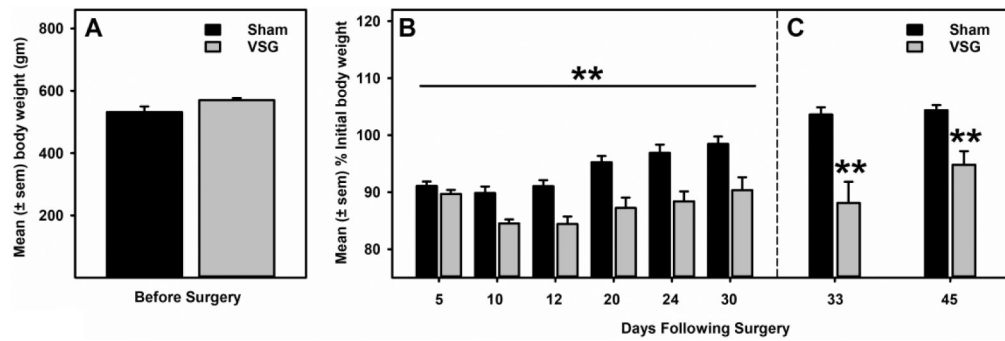 A
Sham
VSG
Mean (± sem) body weight (gm)
800
600
400
200
Before Surgery
B
Mean (± sem) % Initial body weight
120
110
100
90
80
**
5 10 12 20 24 30
C
Sham
VSG
**
**
33 45
Days Following Surgery